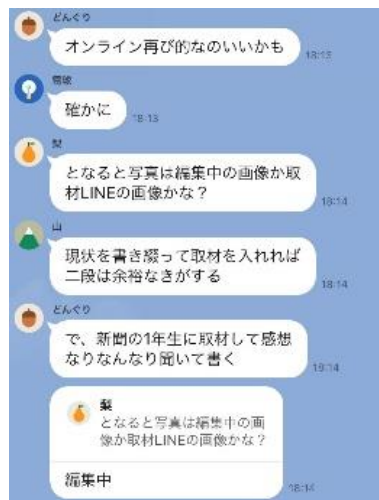 どんぐり
オンライン再び的なのいいかも
18:13
電球
確かに
18:13
梨
となると写真は編集中の画像か取
材LINEの画像かな？
18:14
山
現状を書き綴って取材を入れれば
二段は余裕なきがする
18:14
どんぐり
で、新聞の1年生に取材して感想
なりなんなり聞いて書く
18:14
梨
となると写真は編集中の画
像か取材LINEの画像かな？
編集中
18:14